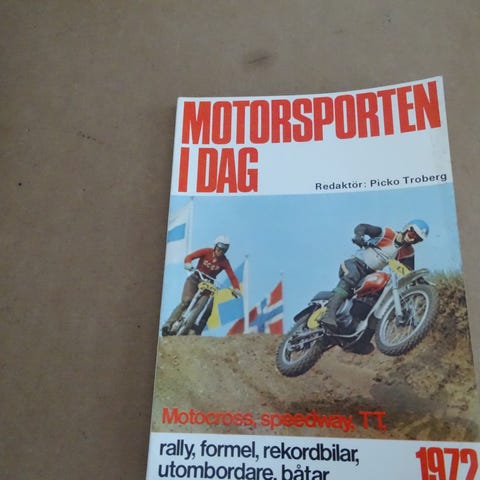 MOTORSPORTEN
I DAG
Redaktör: Picko Troberg
Motocross, speedway, TT,
rally, formel, rekordbilar,
utombordare, båtar
1972